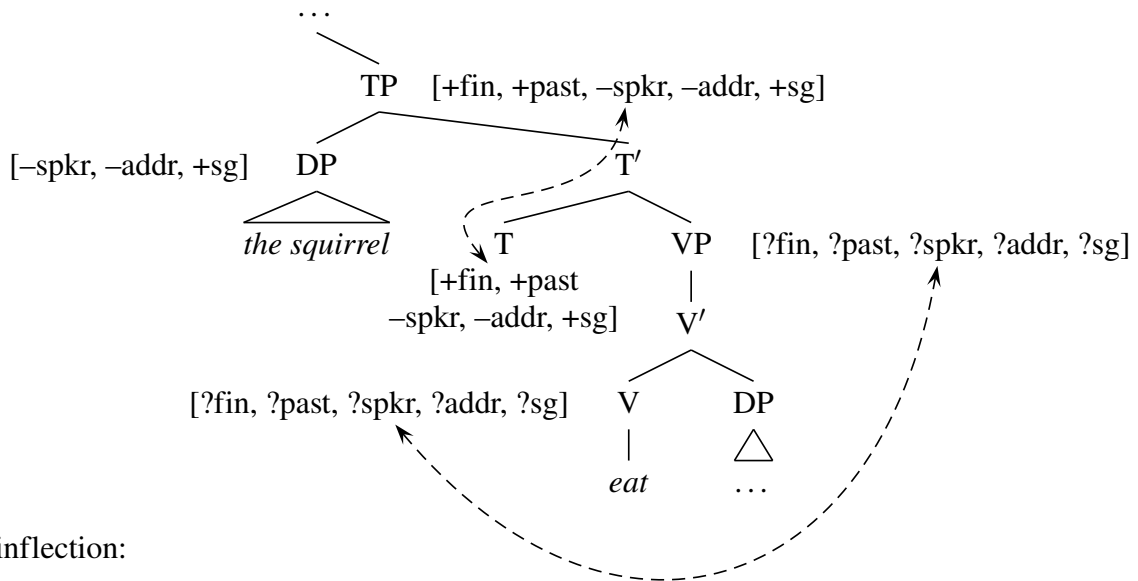 ...
TP [+fin, +past, –spkr, –addr, +sg]
[–spkr, –addr, +sg] DP T′
the squirrel T VP [?fin, ?past, ?spkr, ?addr, ?sg]
[+fin, +past
–spkr, –addr, +sg] V′
[?fin, ?past, ?spkr, ?addr, ?sg] V DP
eat ...
inflection: